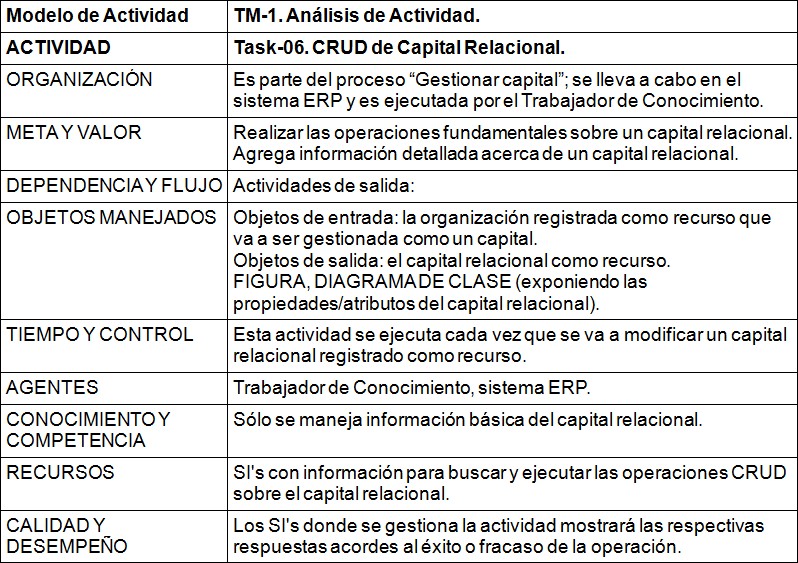 Modelo de Actividad
TM-1. Análisis de Actividad.
ACTIVIDAD
Task-06. CRUD de Capital Relacional.
ORGANIZACIÓN
Es parte del proceso “Gestionar capital”; se lleva a cabo en el
sistema ERP y es ejecutada por el Trabajador de Conocimiento.
META Y VALOR
Realizar las operaciones fundamentales sobre un capital relacional.
Agrega información detallada acerca de un capital relacional.
DEPENDENCIA Y FLUJO
Actividades de salida:
OBJETOS MANEJADOS
Objetos de entrada: la organización registrada como recurso que
va a ser gestionada como un capital.
Objetos de salida: el capital relacional como recurso.
FIGURA, DIAGRAMA DE CLASE (exponiendo las
propiedades/atributos del capital relacional).
TIEMPO Y CONTROL
Esta actividad se ejecuta cada vez que se va a modificar un capital
relacional registrado como recurso.
AGENTES
Trabajador de Conocimiento, sistema ERP.
CONOCIMIENTO Y
COMPETENCIA
Sólo se maneja información básica del capital relacional.
RECURSOS
SI's con información para buscar y ejecutar las operaciones CRUD
sobre el capital relacional.
CALIDAD Y
DESEMPEÑO
Los SI's donde se gestiona la actividad mostrará las respectivas
respuestas acordes al éxito o fracaso de la operación.